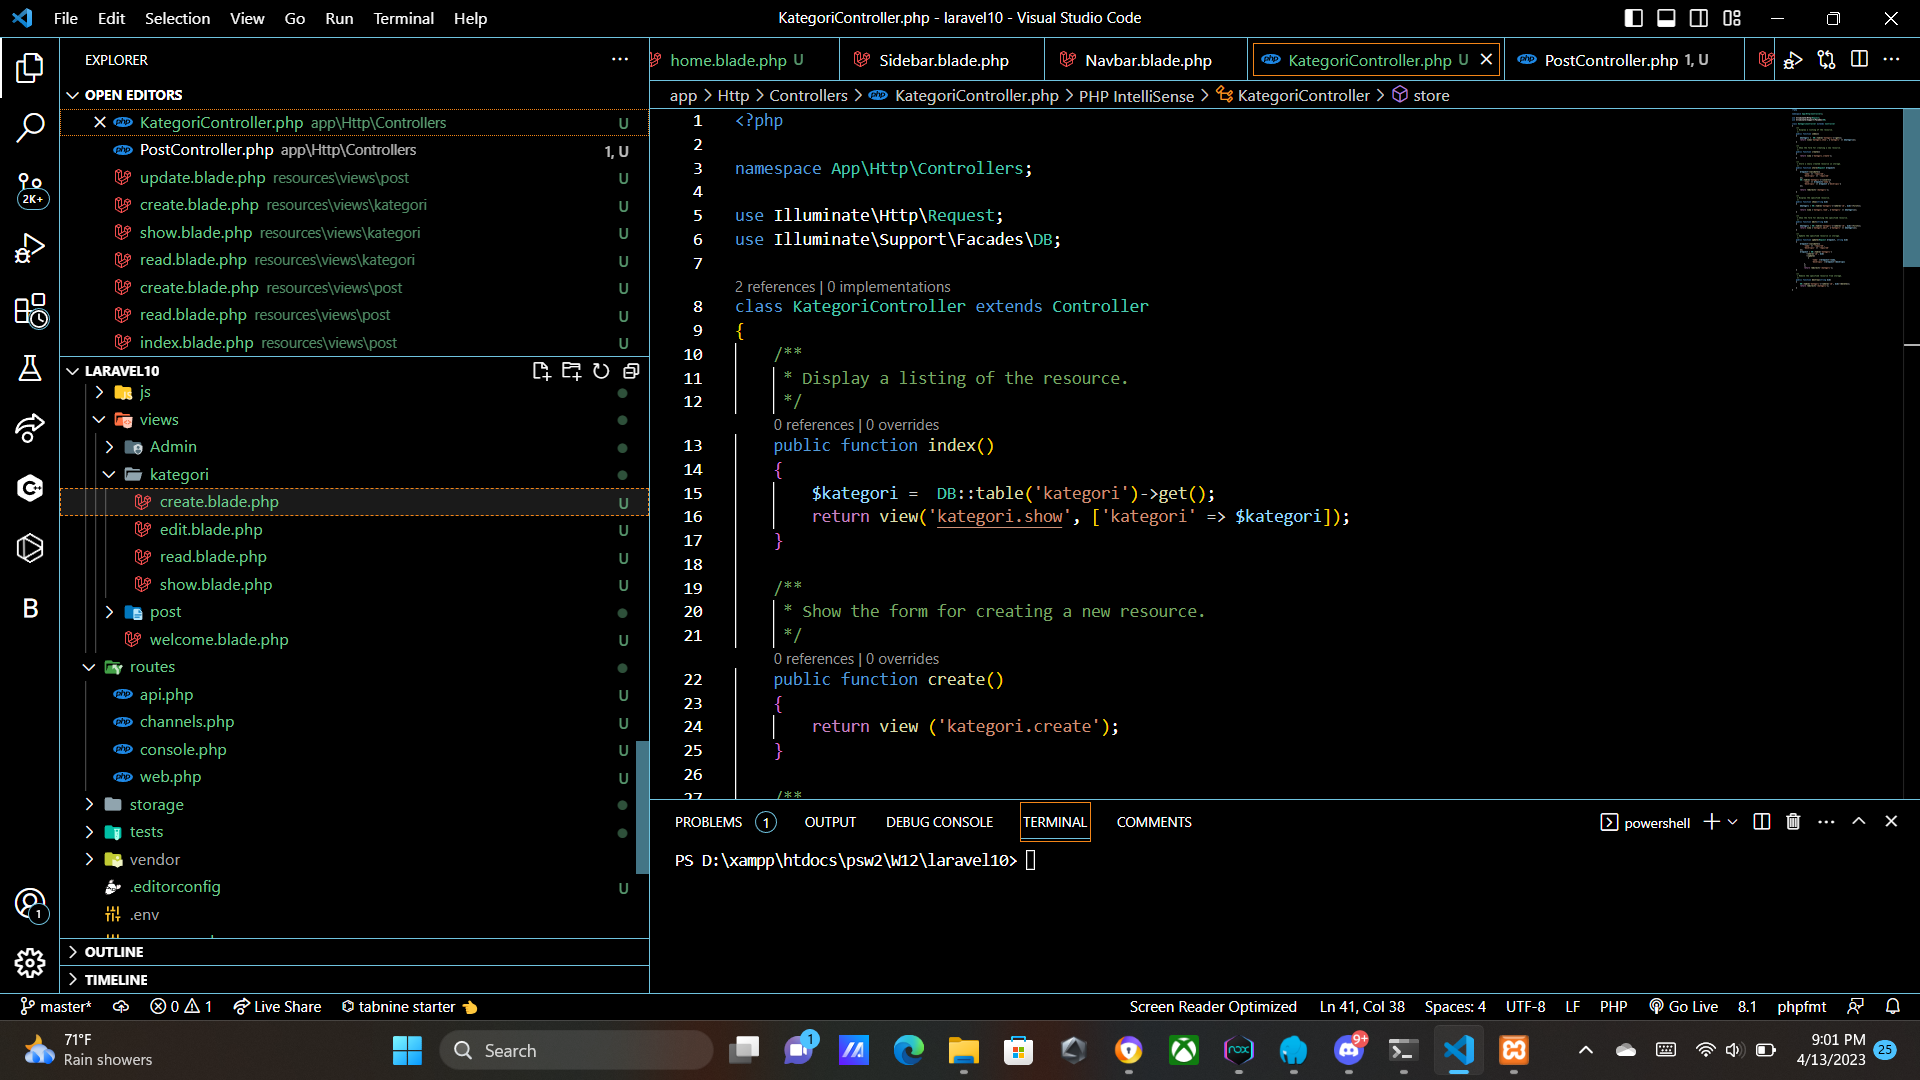 File Edit Selection View Go Run Terminal Help
KategoriController.php - laravel10 - Visual Studio Code
EXPLORER
OPEN EDITORS
KategoriController.php app\Http\Controllers U
PostController.php app\Http\Controllers 1, U
update.blade.php resources\views\post U
create.blade.php resources\views\kategori U
show.blade.php resources\views\kategori U
read.blade.php resources\views\kategori U
create.blade.php resources\views\post U
read.blade.php resources\views\post U
index.blade.php resources\views\post U
LARAVEL10
js
views
Admin
kategori
create.blade.php U
edit.blade.php U
read.blade.php U
show.blade.php U
post
welcome.blade.php U
routes
api.php U
channels.php U
console.php U
web.php U
storage
tests
vendor
.editorconfig U
.env
OUTLINE
TIMELINE
2K+
B
1
home.blade.php U
Sidebar.blade.php
Navbar.blade.php
KategoriController.php U
PostController.php 1, U
app > Http > Controllers > KategoriController.php > PHP IntelliSense > KategoriController > store
1 <?php
2
3 namespace App\Http\Controllers;
4
5 use Illuminate\Http\Request;
6 use Illuminate\Support\Facades\DB;
7
2 references | 0 implementations
8 class KategoriController extends Controller
9 {
10 /**
11 * Display a listing of the resource.
12 */
0 references | 0 overrides
13 public function index()
14 {
15 $kategori =  DB::table('kategori')->get();
16 return view('kategori.show', ['kategori' => $kategori]);
17 }
18
19 /**
20 * Show the form for creating a new resource.
21 */
0 references | 0 overrides
22 public function create()
23 {
24 return view ('kategori.create');
25 }
26
27 /**
PROBLEMS 1 OUTPUT DEBUG CONSOLE TERMINAL COMMENTS
powershell
PS D:\xampp\htdocs\psw2\W12\laravel10>
master* 0 1 Live Share tabnine starter
Screen Reader Optimized Ln 41, Col 38 Spaces: 4 UTF-8 LF PHP Go Live 8.1 phpfmt
71°F
Rain showers
Search
1
nox
9+
9:01 PM
4/13/2023
25